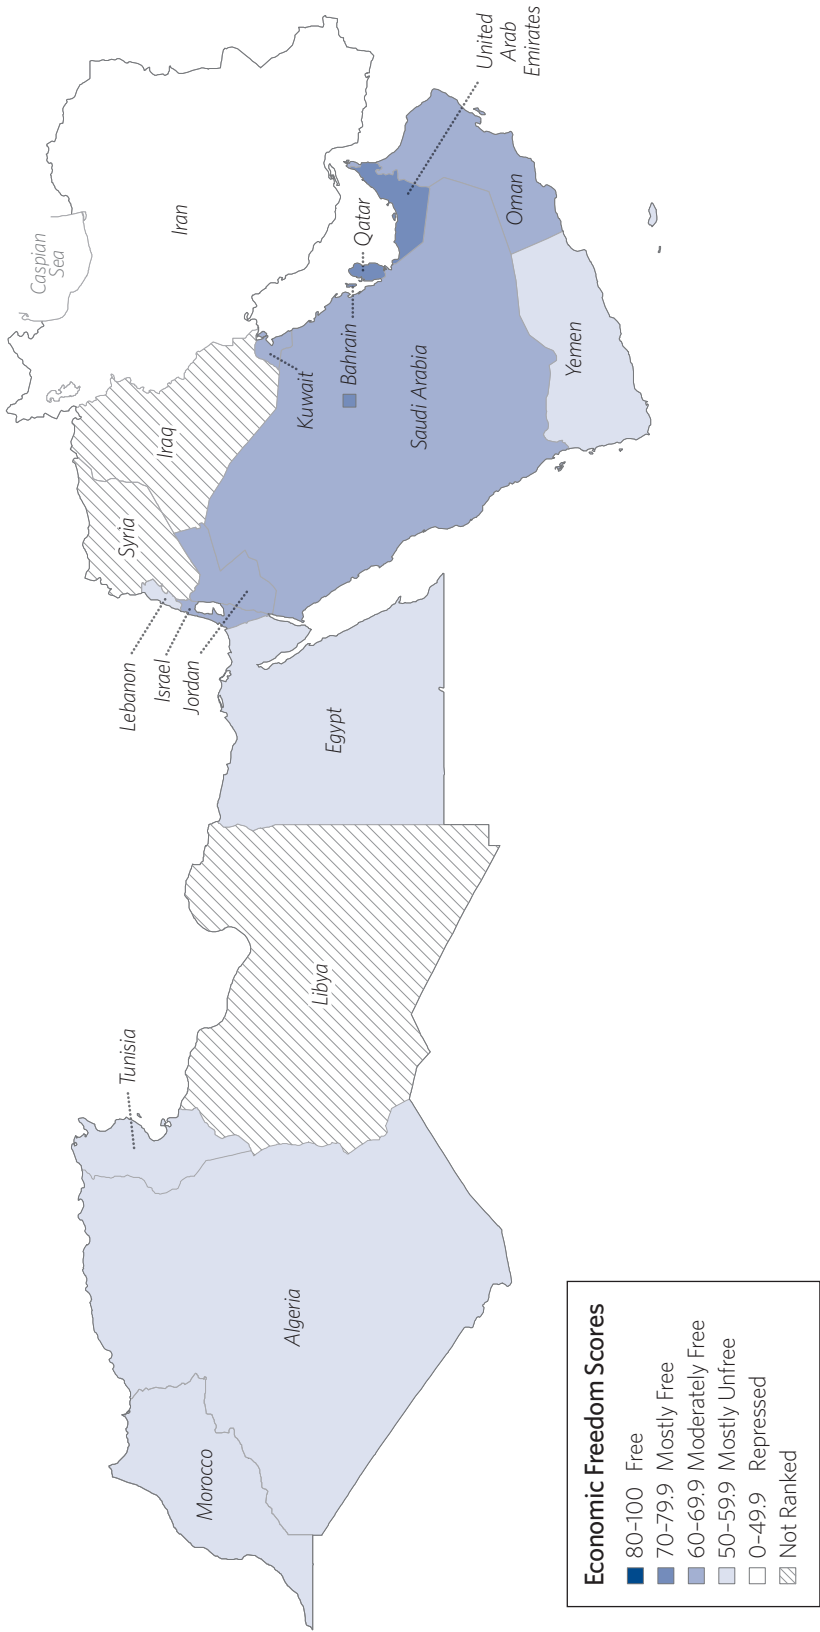 Caspian
Sea
Iran
Iraq
Syria
Lebanon
Israel
Jordan
Kuwait
Bahrain
Qatar
United
Arab
Emirates
Saudi Arabia
Oman
Yemen
Egypt
Libya
Tunisia
Algeria
Morocco
Economic Freedom Scores
80–100 Free
70–79.9 Mostly Free
60–69.9 Moderately Free
50–59.9 Mostly Unfree
0–49.9 Repressed
Not Ranked